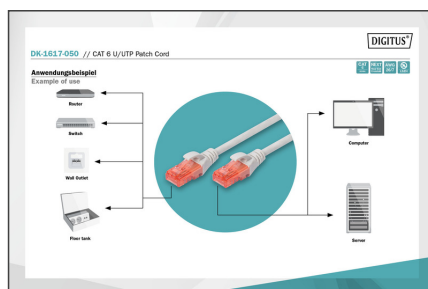 DIGITUS®
DK-1617-050 // CAT 6 U/UTP Patch Cord
Anwendungsbeispiel
Example of use
Router
Switch
Wall Outlet
Floor tank
Computer
Server